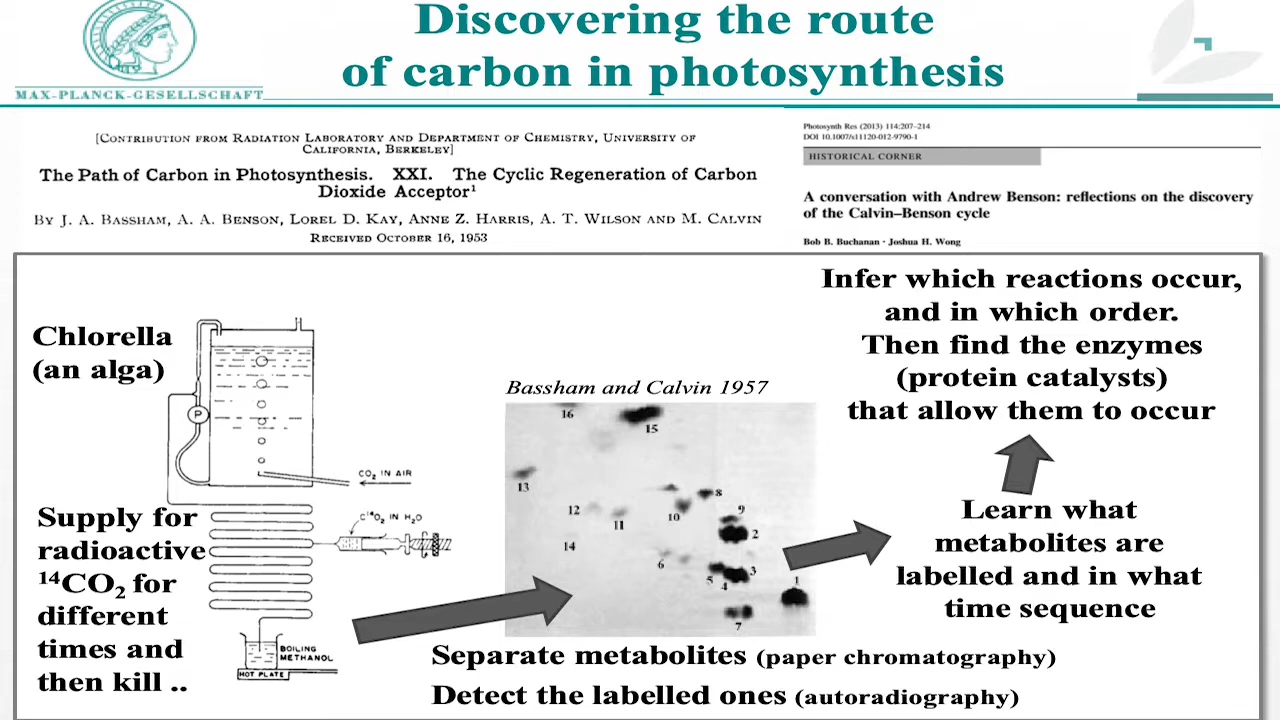 Discovering the route
of carbon in photosynthesis
MAX-PLANCK-GESELLSCHAFT
[CONTRIBUTION FROM RADIATION LABORATORY AND DEPARTMENT OF CHEMISTRY, UNIVERSITY OF
CALIFORNIA, BERKELEY]
The Path of Carbon in Photosynthesis. XXI. The Cyclic Regeneration of Carbon
Dioxide Acceptor¹
BY J. A. BASSHAM, A. A. BENSON, LOREL D. KAY, ANNE Z. HARRIS, A. T. WILSON AND M. CALVIN
RECEIVED OCTOBER 16, 1953
Photosynth Res (2013) 114:207–214
DOI 10.1007/s11120-012-9790-1
HISTORICAL CORNER
A conversation with Andrew Benson: reflections on the discovery
of the Calvin–Benson cycle
Bob B. Buchanan · Joshua H. Wong
Chlorella
(an alga)
P
CO₂ IN AIR
C¹⁴O₂ IN H₂O
BOILING
METHANOL
HOT PLATE
Supply for
radioactive
¹⁴CO₂ for
different
times and
then kill ..
Bassham and Calvin 1957
16
15
13
8
12
11
10
9
2
14
6
5
4
3
1
7
Separate metabolites (paper chromatography)
Detect the labelled ones (autoradiography)
Infer which reactions occur,
and in which order.
Then find the enzymes
(protein catalysts)
that allow them to occur
Learn what
metabolites are
labelled and in what
time sequence